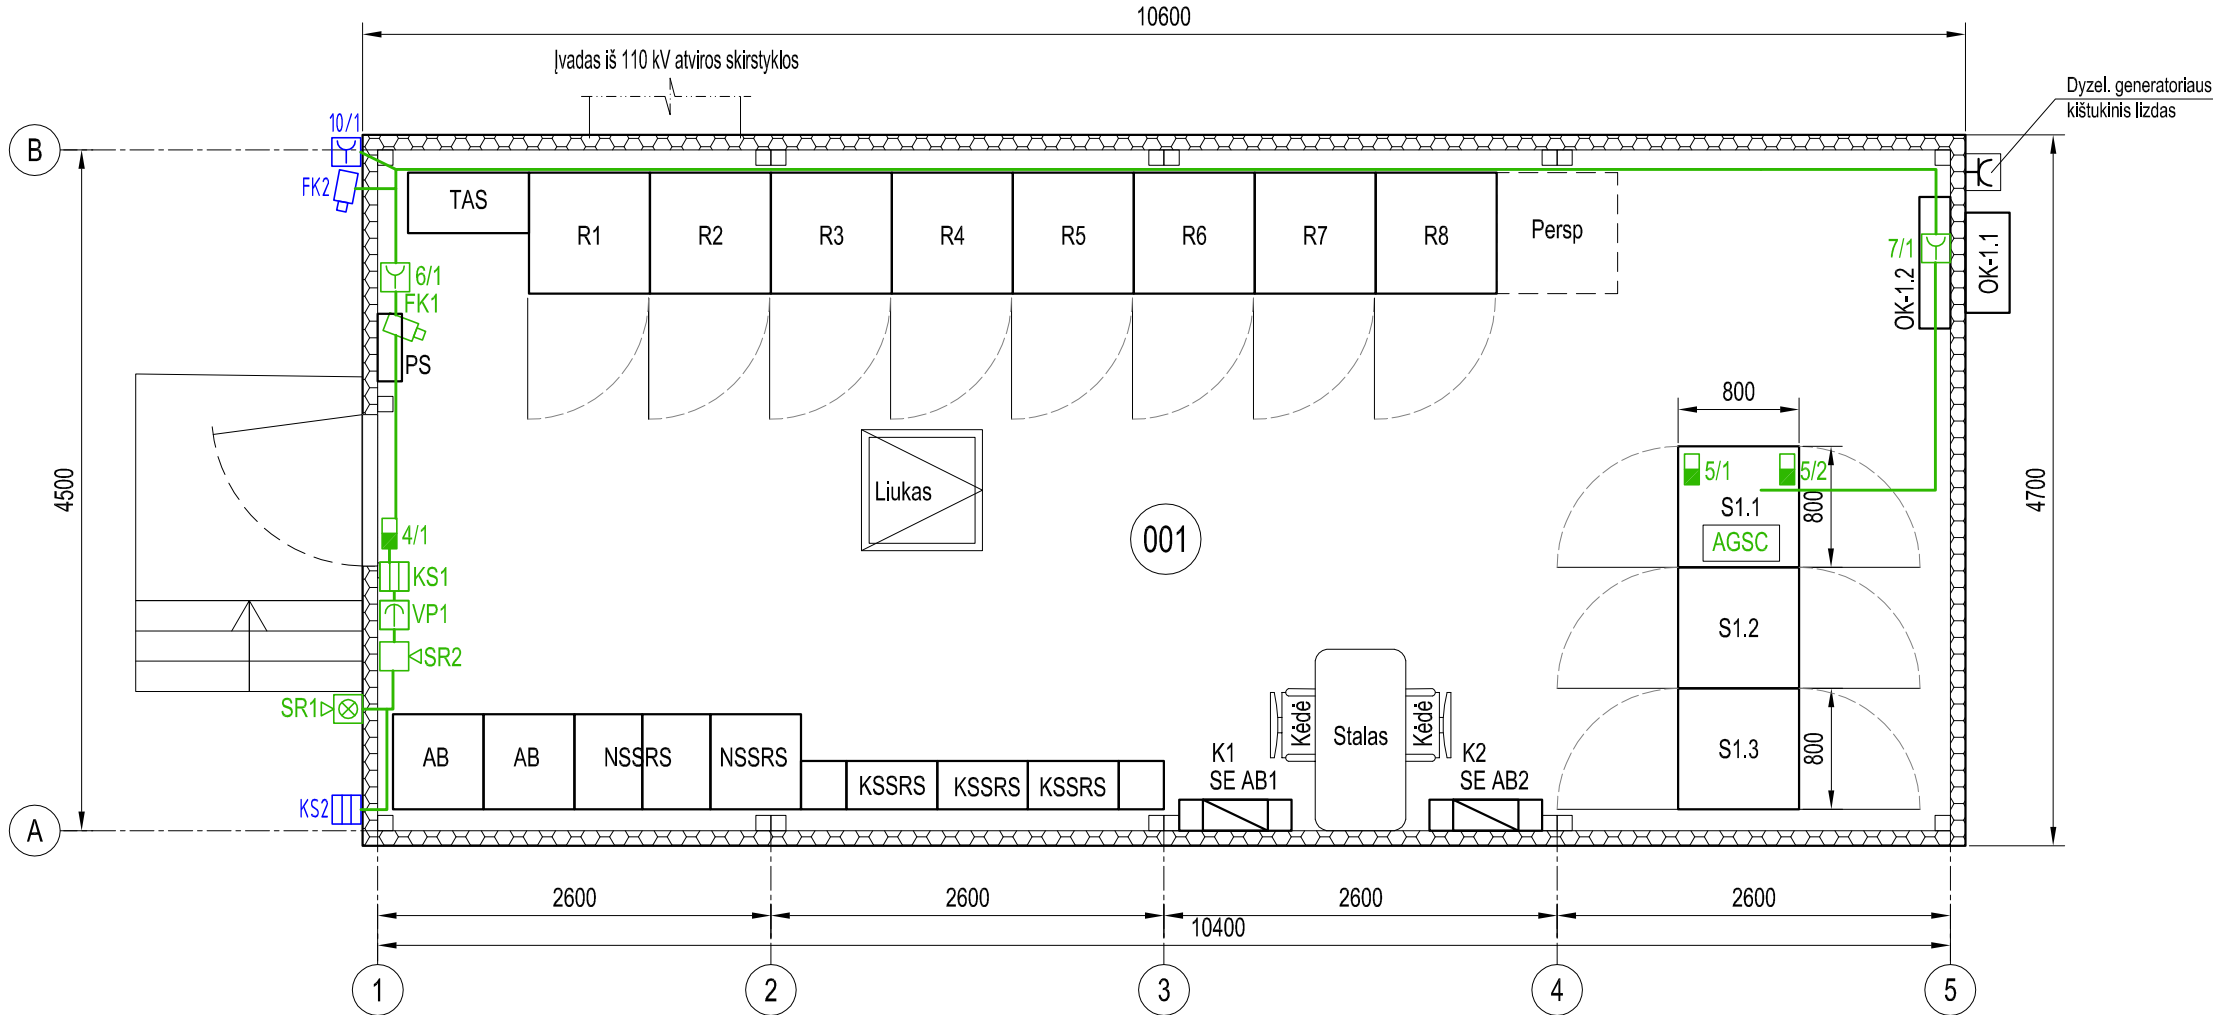 10600
Įvadas iš 110 kV atviros skirstyklos
Dyzel. generatoriaus
kištukinis lizdas
10/1
B
FK2
TAS
R1
R2
R3
R4
R5
R6
R7
R8
Persp
7/1
OK-1.2
OK-1.1
6/1
FK1
PS
800
4500
4700
Liukas
001
5/1
5/2
800
S1.1
AGSC
4/1
KS1
VP1
SR2
SR1
S1.2
S1.3
800
AB
AB
NSSRS
NSSRS
KSSRS
KSSRS
KSSRS
K1
SE AB1
Kėdė
Stalas
Kėdė
K2
SE AB2
KS2
A
2600
2600
2600
2600
10400
1
2
3
4
5